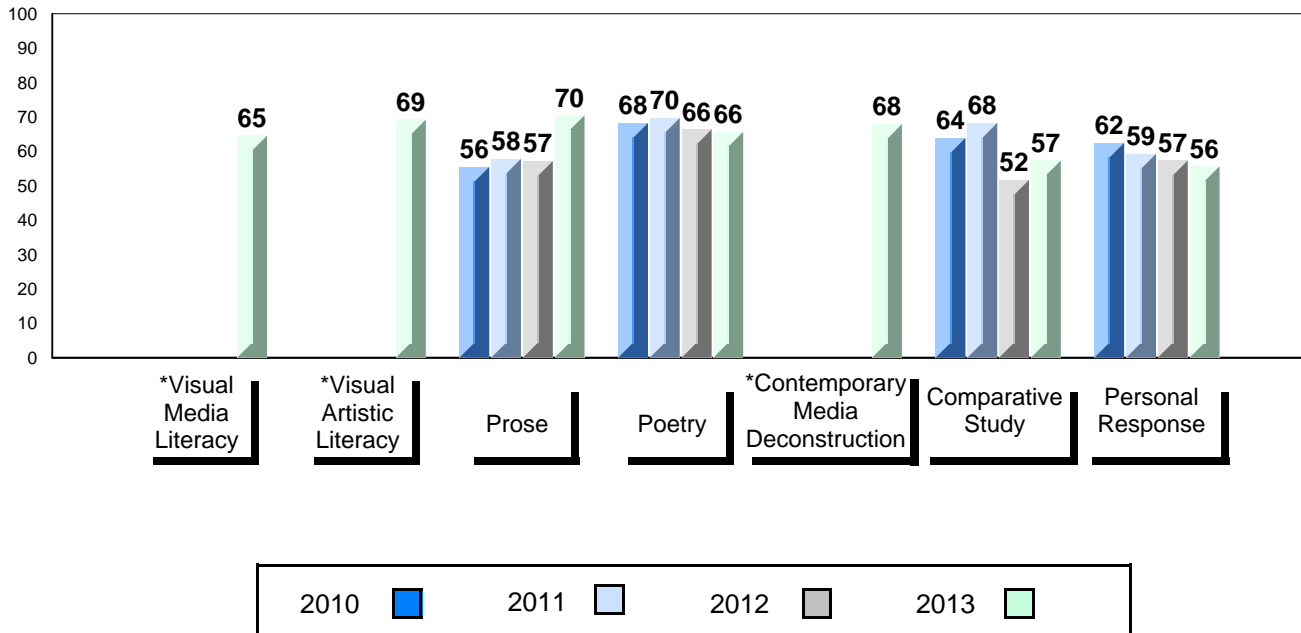 100
90
80
70
60
50
40
30
20
10
0
65
69
56
58
57
70
68
70
66
66
68
64
68
52
57
62
59
57
56
*Visual
Media
Literacy
*Visual
Artistic
Literacy
Prose
Poetry
*Contemporary
Media
Deconstruction
Comparative
Study
Personal
Response
2010 2011 2012 2013